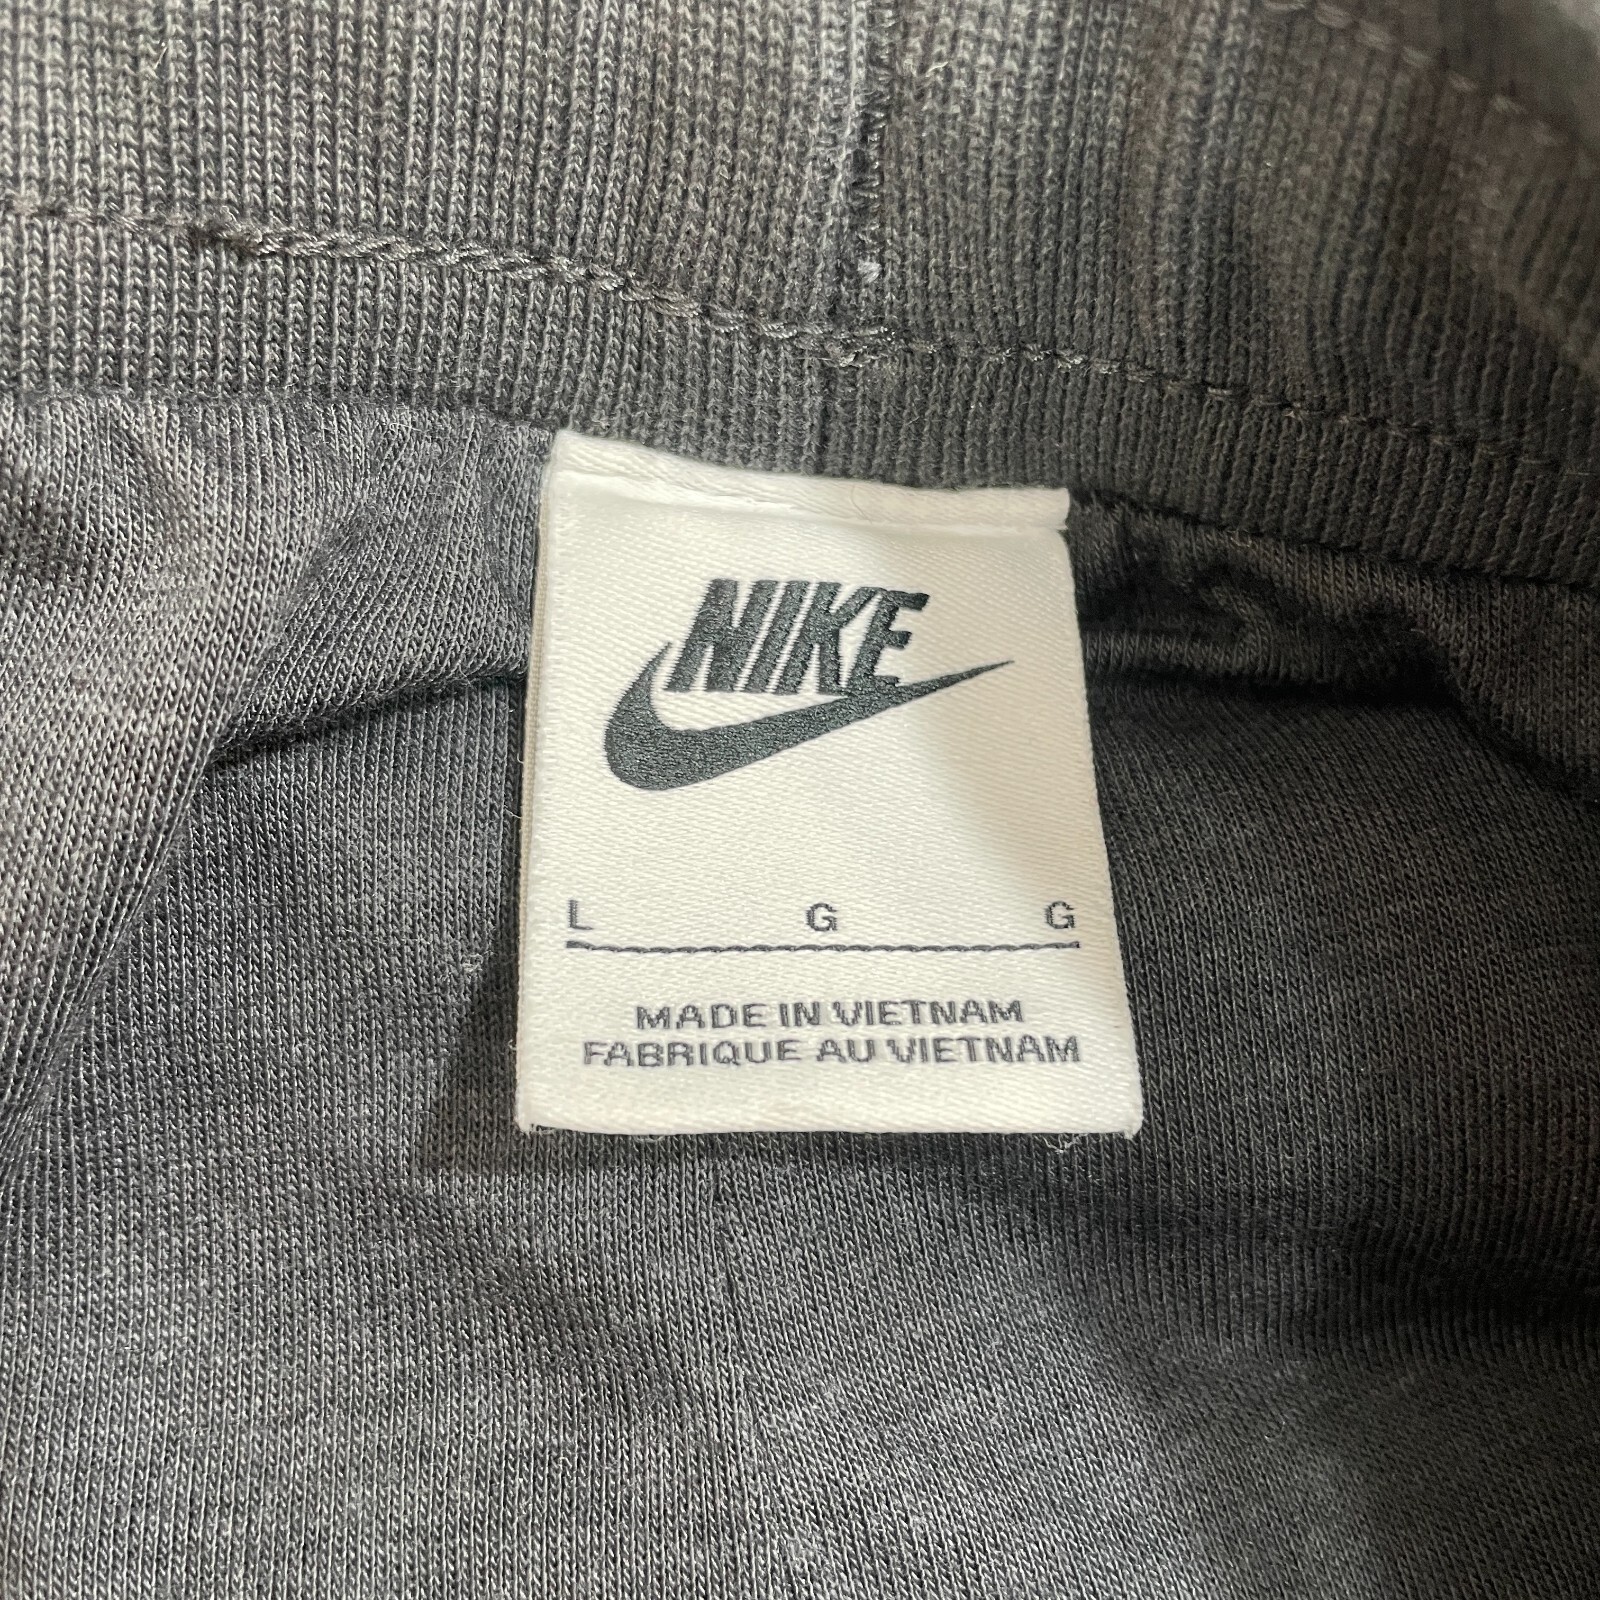 NIKE
L G G
MADE IN VIETNAM
FABRIQUE AU VIETNAM